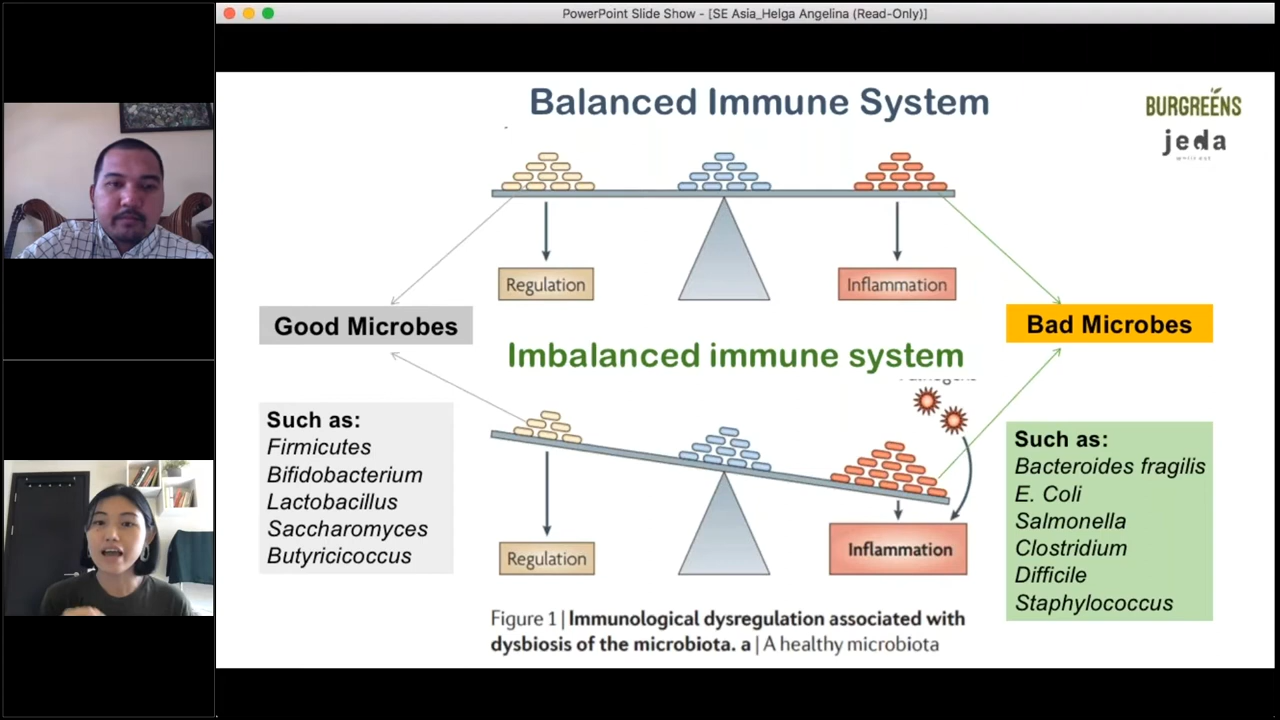 PowerPoint Slide Show - [SE Asia_Helga Angelina (Read-Only)]
Balanced Immune System
BURGREENS
jeda
Regulation
Inflammation
Good Microbes
Bad Microbes
Imbalanced immune system
Such as:
Firmicutes
Bifidobacterium
Lactobacillus
Saccharomyces
Butyricicoccus
Regulation
Inflammation
Such as:
Bacteroides fragilis
E. Coli
Salmonella
Clostridium
Difficile
Staphylococcus
Figure 1 | Immunological dysregulation associated with
dysbiosis of the microbiota. a | A healthy microbiota